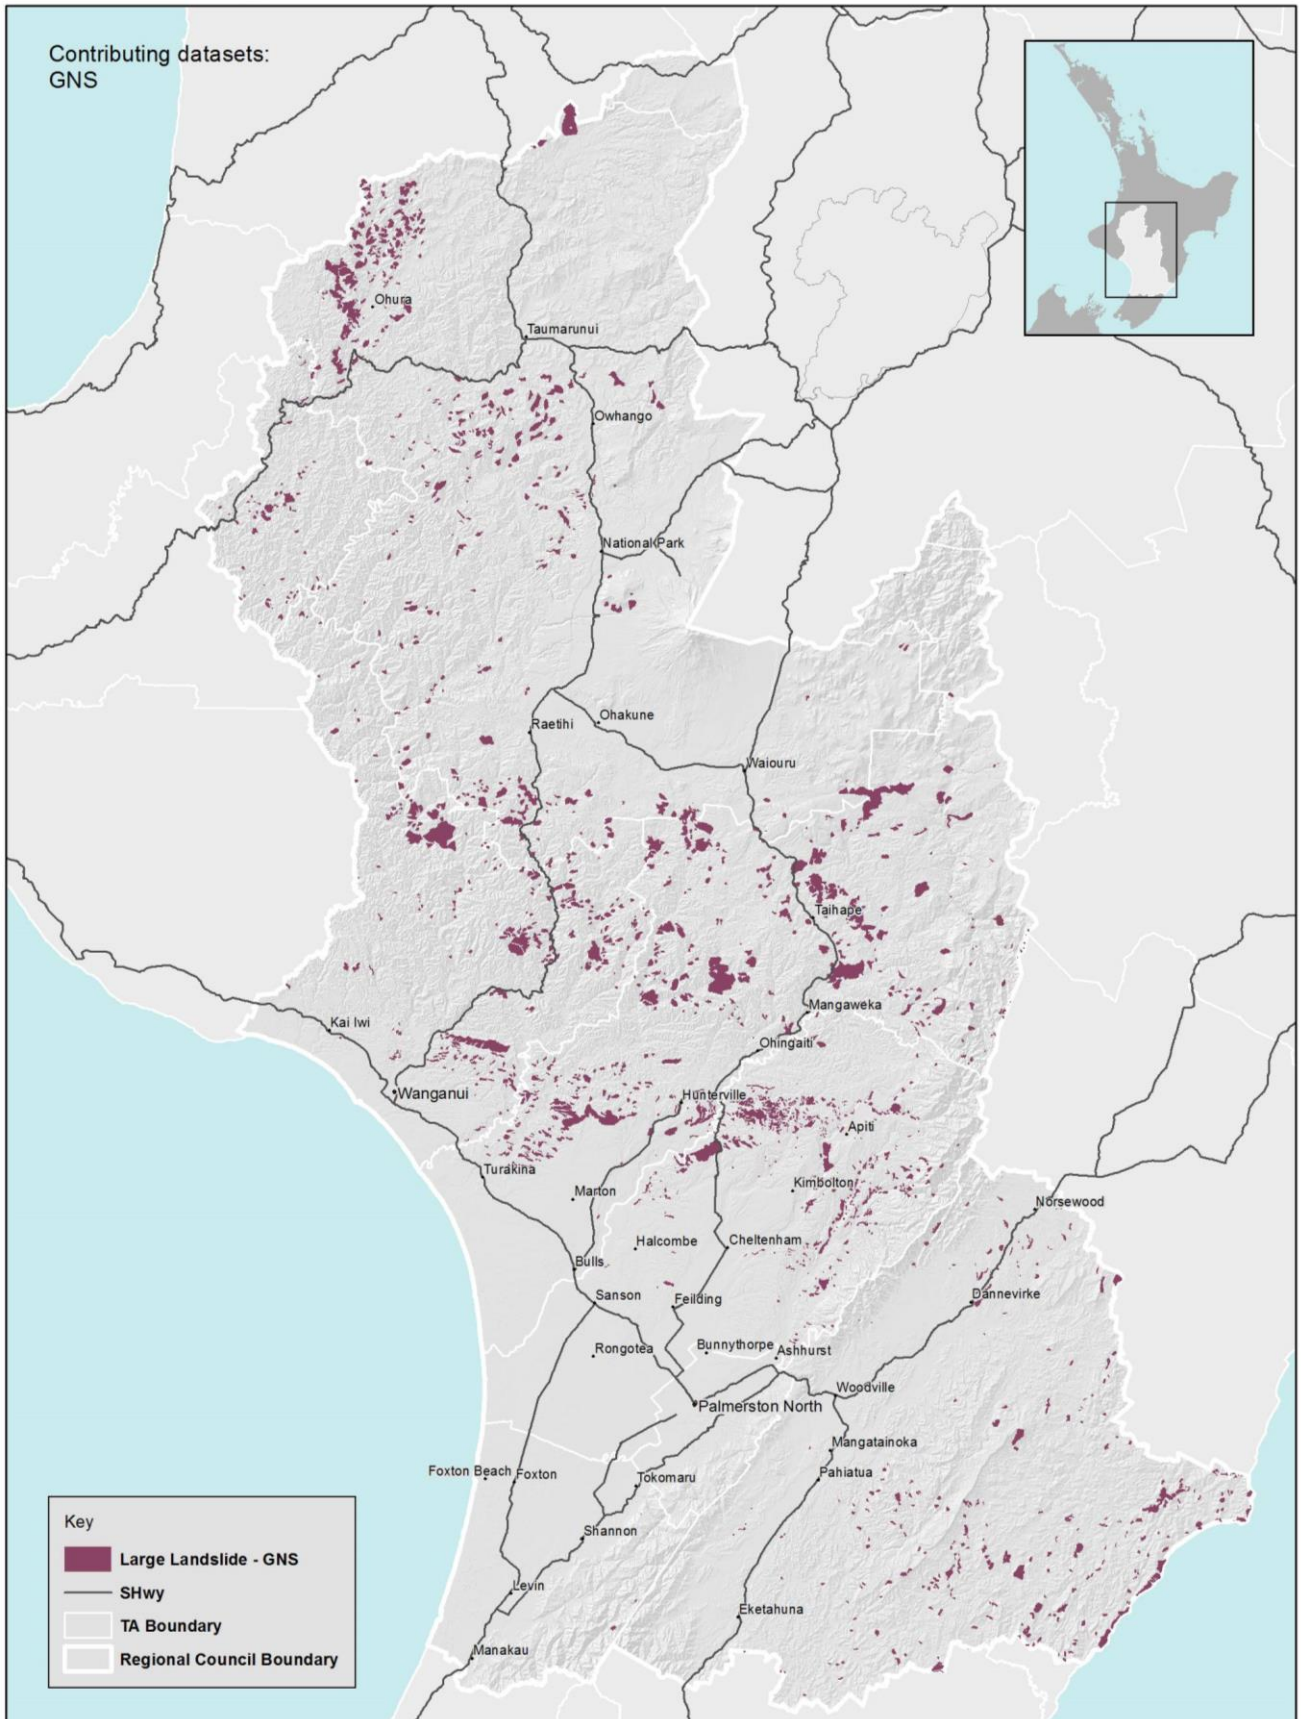 Contributing datasets:
GNS
Ohura
Taumarunui
Owhango
National Park
Ohakune
Raetihi
Waiouru
Taihape
Mangaweka
Kai Iwi
Ohingaiti
Wanganui
Hunterville
Apiti
Turakina
Kimbolton
Marton
Norsewood
Halcombe
Cheltenham
Bulls
Sanson
Feilding
Dannevirke
Rongotea
Bunnythorpe
Ashhurst
Woodville
Palmerston North
Mangatainoka
Foxton Beach
Foxton
Tokomaru
Pahiatua
Shannon
Levin
Eketahuna
Manakau
Key
Large Landslide - GNS
SHwy
TA Boundary
Regional Council Boundary